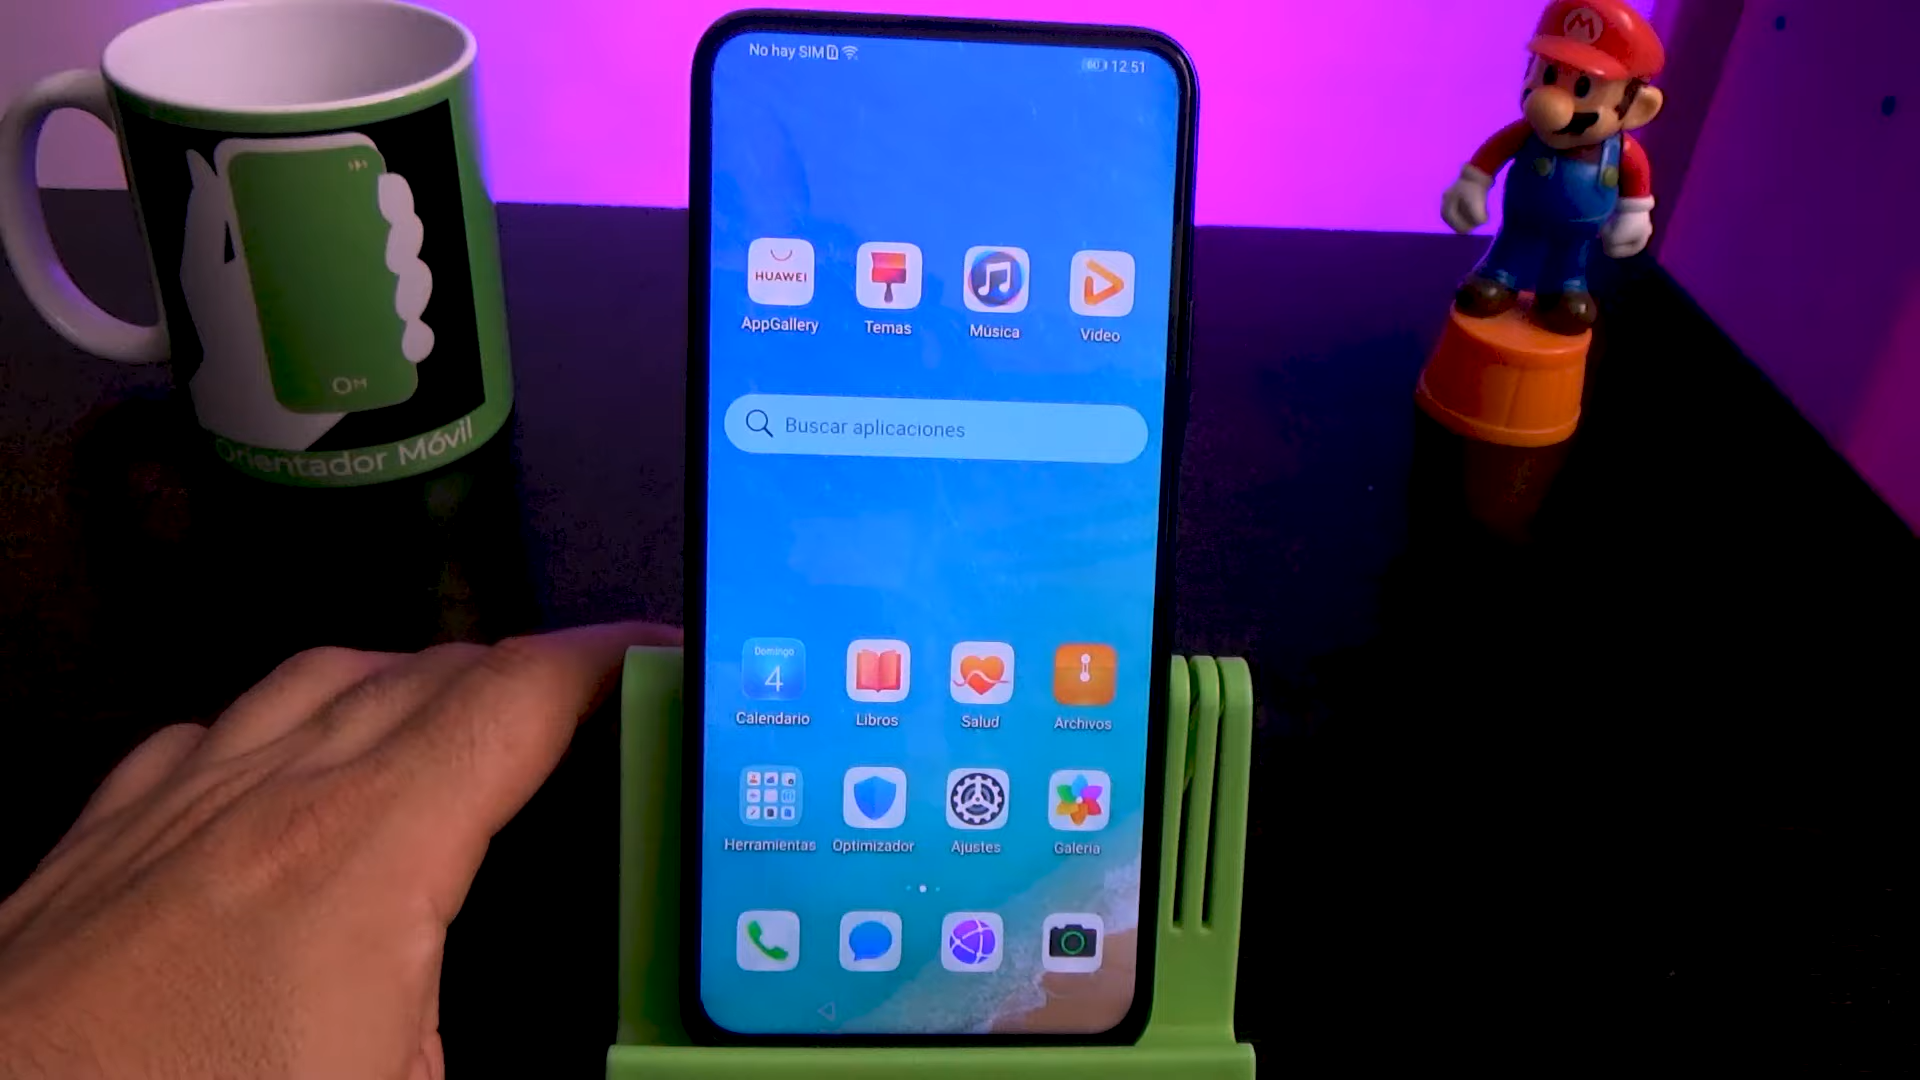 No hay SIM
60 12:51
HUAWEI
AppGallery
Temas
Música
Video
Buscar aplicaciones
Domingo
4
Calendario
Libros
Salud
Archivos
Herramientas
Optimizador
Ajustes
Galería
M
OM
Orientador Móvil